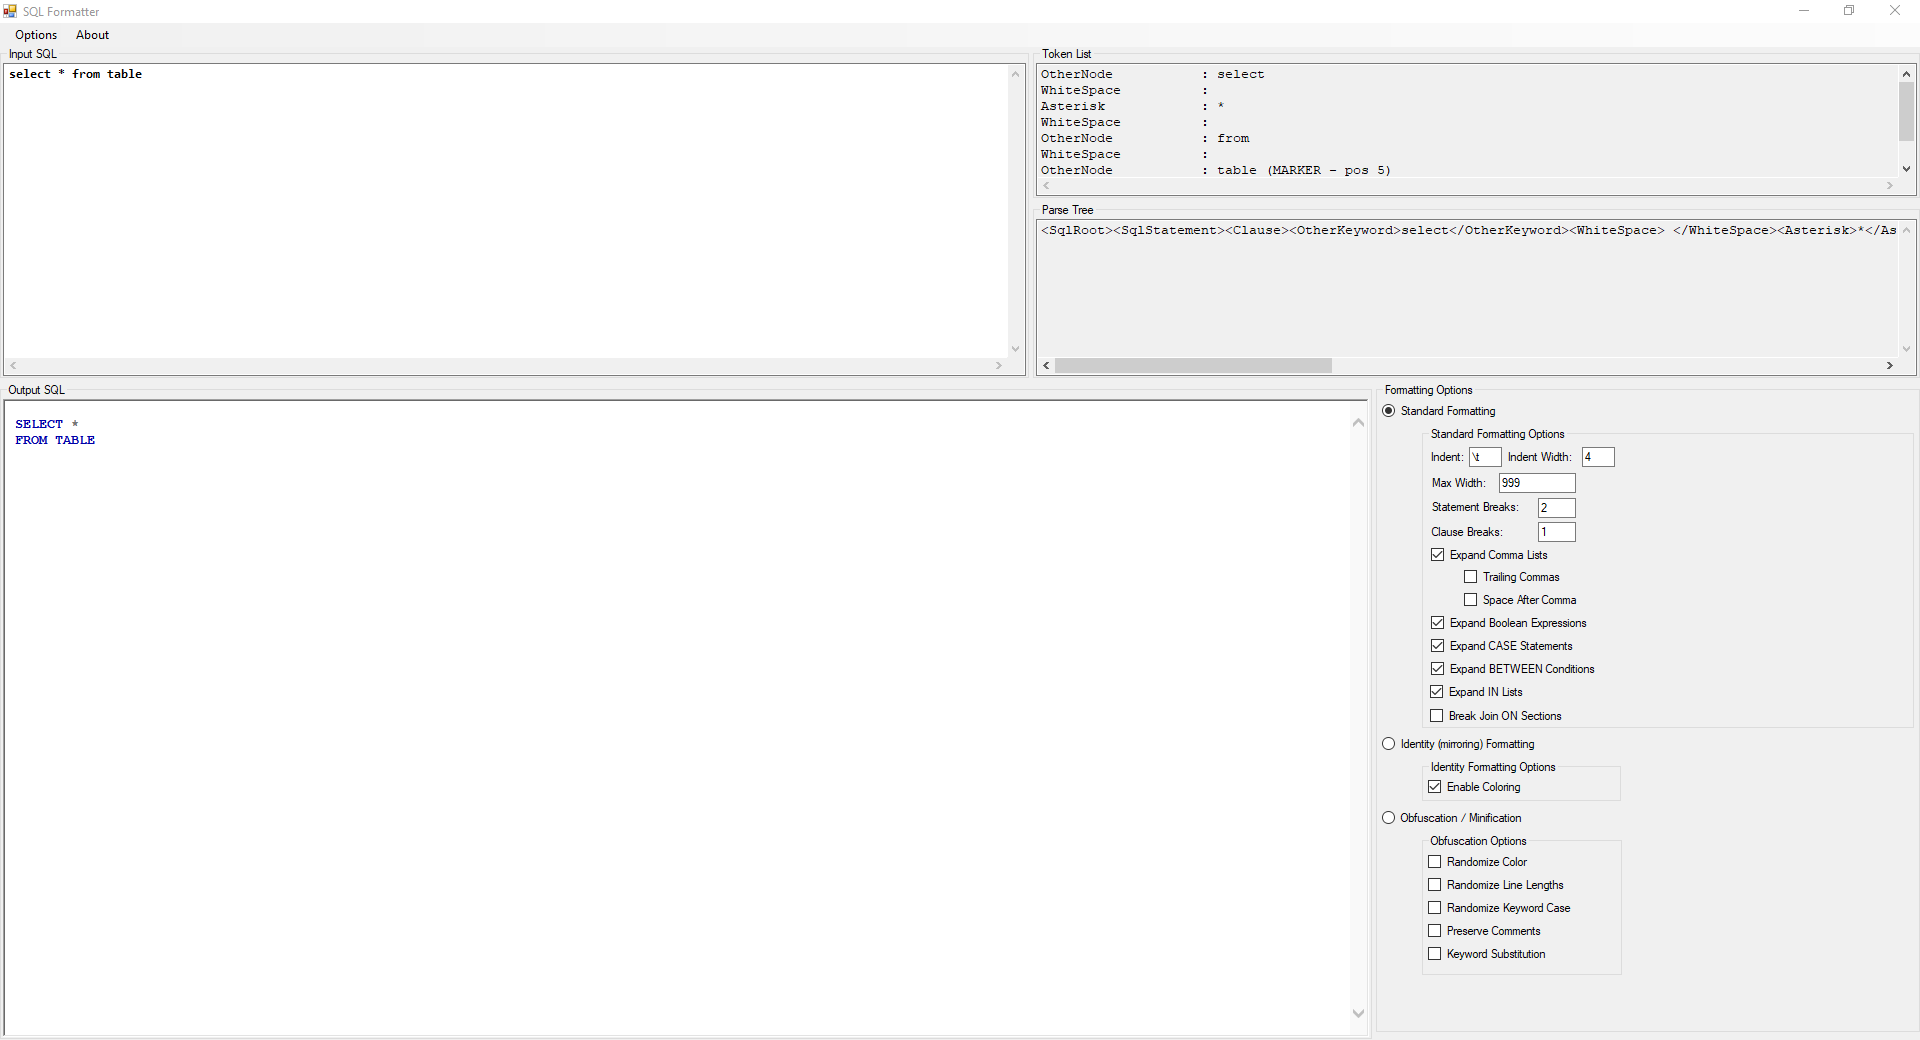 SQL Formatter
Options About
Input SQL
select * from table
Token List
OtherNode : select
WhiteSpace :
Asterisk : *
WhiteSpace :
OtherNode : from
WhiteSpace :
OtherNode : table (MARKER - pos 5)
Parse Tree
<SqlRoot><SqlStatement><Clause><OtherKeyword>select</OtherKeyword><WhiteSpace> </WhiteSpace><Asterisk>*</As
Output SQL
SELECT *
FROM TABLE
Formatting Options
Standard Formatting
Standard Formatting Options
Indent: \t Indent Width: 4
Max Width: 999
Statement Breaks: 2
Clause Breaks: 1
Expand Comma Lists
Trailing Commas
Space After Comma
Expand Boolean Expressions
Expand CASE Statements
Expand BETWEEN Conditions
Expand IN Lists
Break Join ON Sections
Identity (mirroring) Formatting
Identity Formatting Options
Enable Coloring
Obfuscation / Minification
Obfuscation Options
Randomize Color
Randomize Line Lengths
Randomize Keyword Case
Preserve Comments
Keyword Substitution